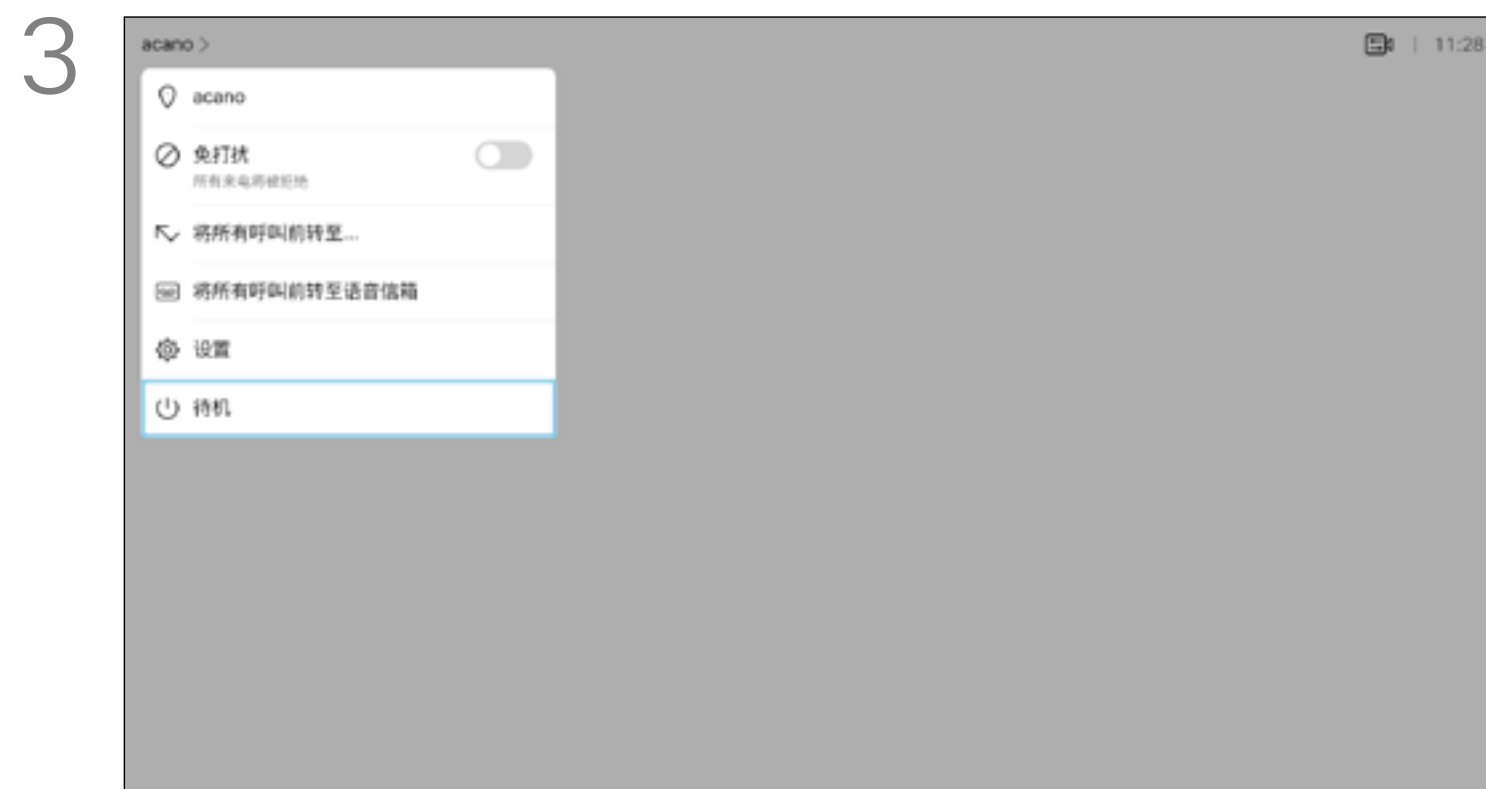 3
acano >
11:28
acano
免打扰
所有来电将被拒绝
将所有呼叫前转至...
将所有呼叫前转至语音信箱
设置
待机